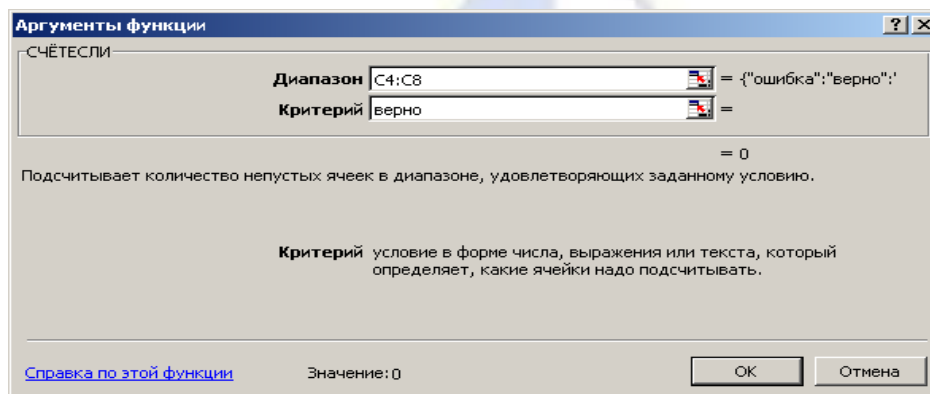 Аргументы функции
СЧЁТЕСЛИ
Диапазон C4:C8 = {"ошибка":"верно":'
Критерий верно =
= 0
Подсчитывает количество непустых ячеек в диапазоне, удовлетворяющих заданному условию.
Критерий условие в форме числа, выражения или текста, который
определяет, какие ячейки надо подсчитывать.
Справка по этой функции Значение: 0 ОК Отмена